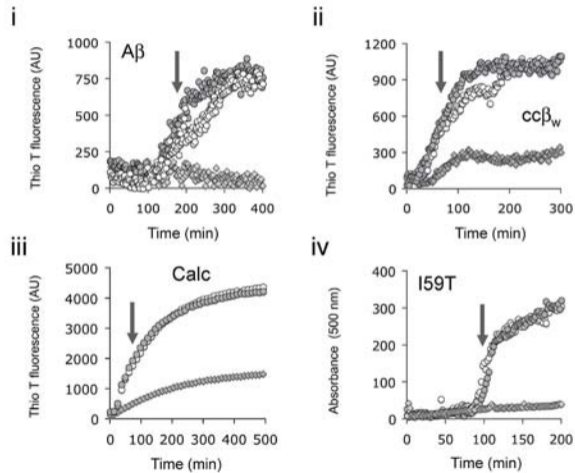 i
Aβ
Thio T fluorescence (AU)
1000
750
500
250
0
0 100 200 300 400
Time (min)
ii
ccβw
Thio T fluorescence (AU)
1200
900
600
300
0
0 100 200 300
Time (min)
iii
Calc
Thio T fluorescence (AU)
5000
4000
3000
2000
1000
0
0 100 200 300 400 500
Time (min)
iv
I59T
Absorbance (500 nm)
400
300
200
100
0
0 50 100 150 200
Time (min)